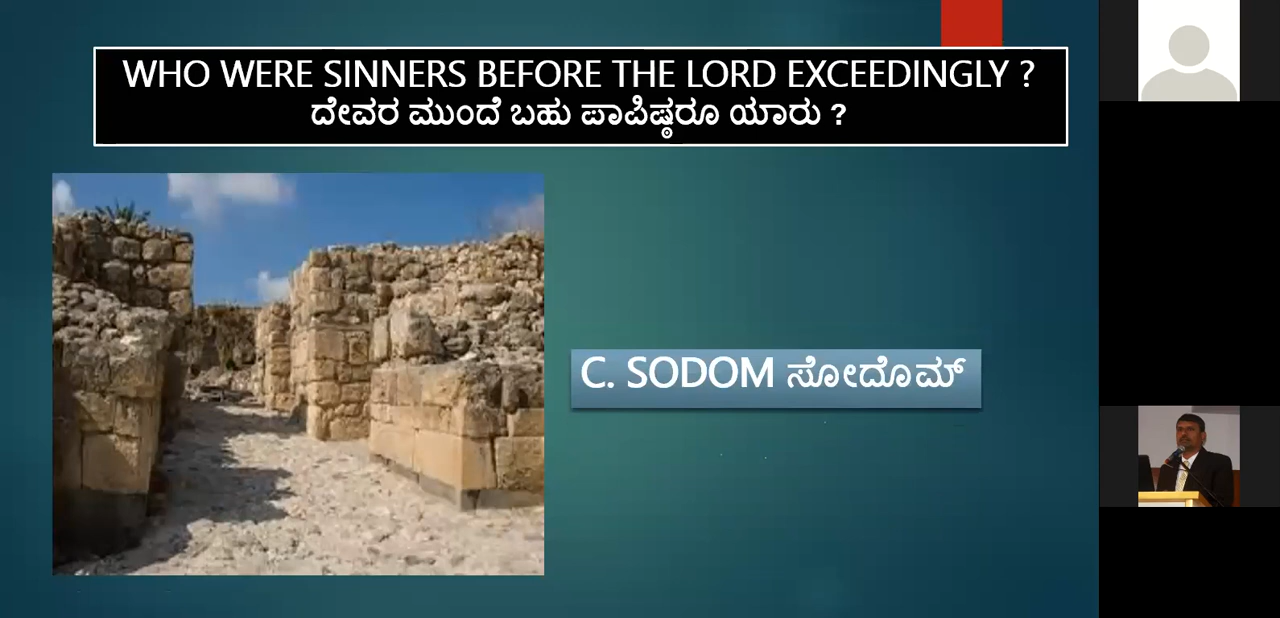 WHO WERE SINNERS BEFORE THE LORD EXCEEDINGLY ?
ದೇವರ ಮುಂದೆ ಬಹು ಪಾಪಿಷ್ಠರೂ ಯಾರು ?
C. SODOM ಸೋದೊಮ್